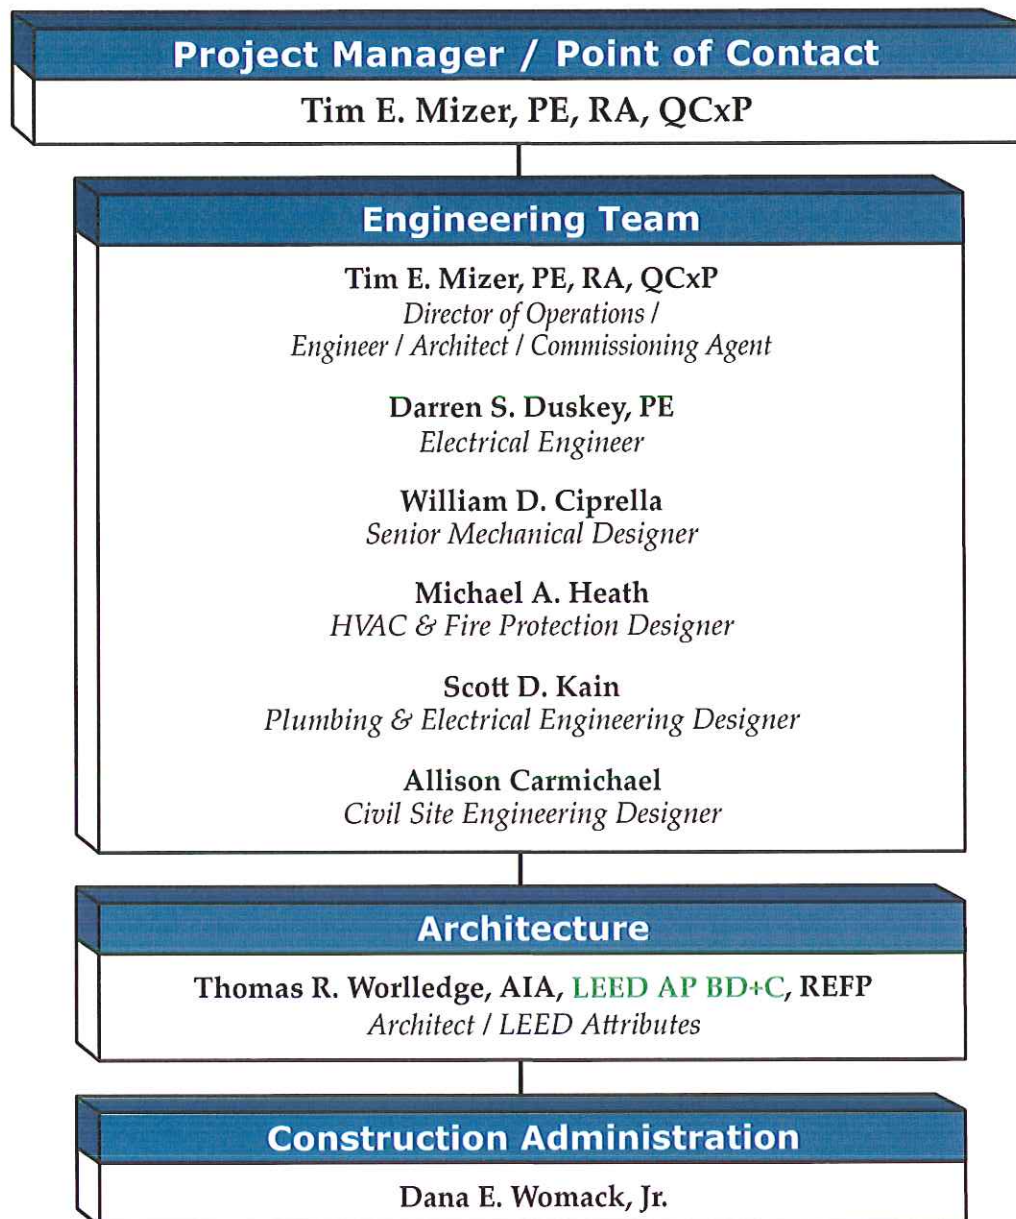 Project Manager / Point of Contact
Tim E. Mizer, PE, RA, QCxP
Engineering Team
Tim E. Mizer, PE, RA, QCxP
Director of Operations /
Engineer / Architect / Commissioning Agent
Darren S. Duskey, PE
Electrical Engineer
William D. Ciprella
Senior Mechanical Designer
Michael A. Heath
HVAC & Fire Protection Designer
Scott D. Kain
Plumbing & Electrical Engineering Designer
Allison Carmichael
Civil Site Engineering Designer
Architecture
Thomas R. Worlledge, AIA, LEED AP BD+C, REFP
Architect / LEED Attributes
Construction Administration
Dana E. Womack, Jr.